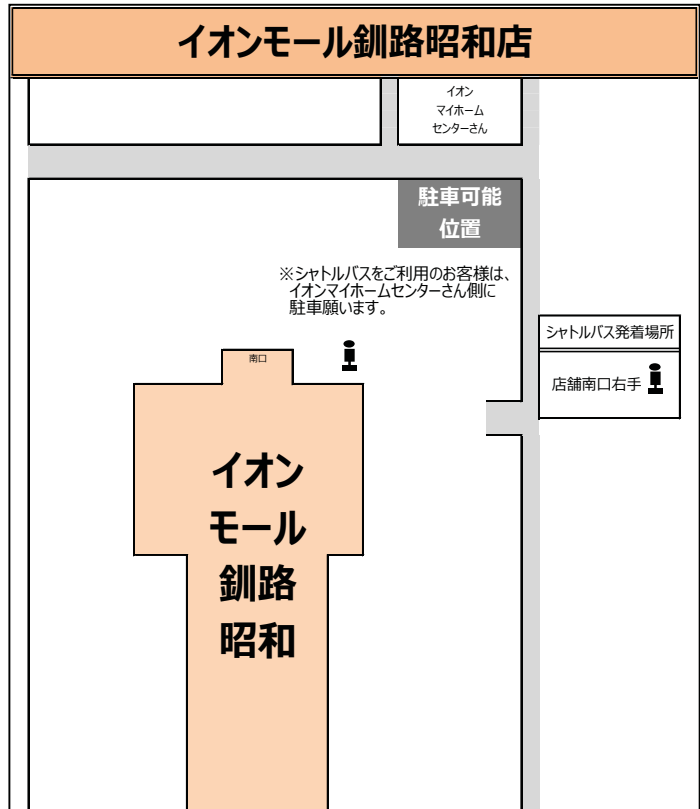 イオンモール釧路昭和店
イオン
マイホーム
センターさん
駐車可能
位置
※シャトルバスをご利用のお客様は、
イオンマイホームセンターさん側に
駐車願います。
シャトルバス発着場所
店舗南口右手
南口
イオン
モール
釧路
昭和